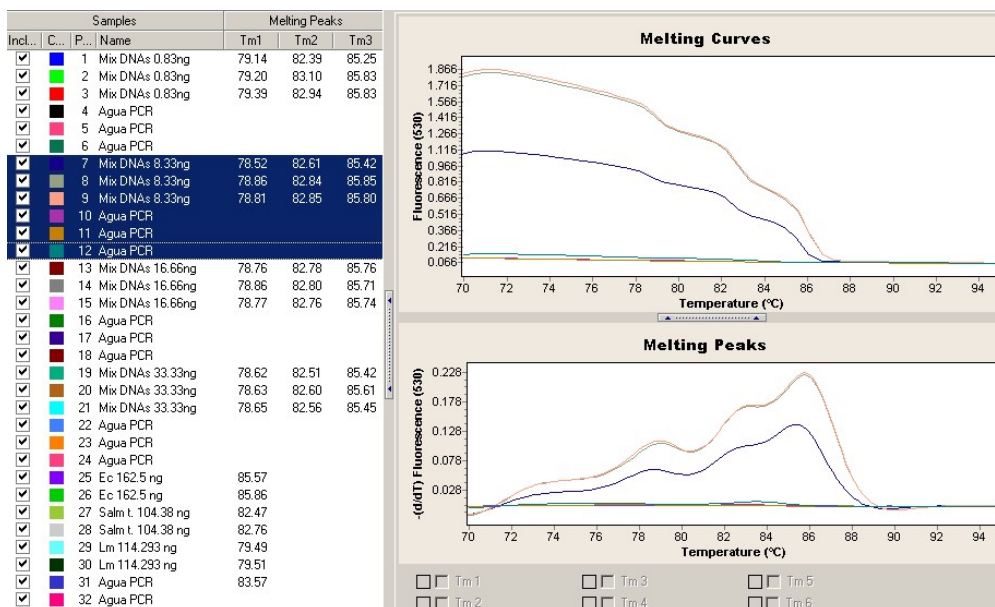 Samples Melting Peaks
Incl... C... P... Name Tm1 Tm2 Tm3
1 Mix DNAs 0.83ng 79.14 82.39 85.25
2 Mix DNAs 0.83ng 79.20 83.10 85.83
3 Mix DNAs 0.83ng 79.39 82.94 85.83
4 Agua PCR
5 Agua PCR
6 Agua PCR
7 Mix DNAs 8.33ng 78.52 82.61 85.42
8 Mix DNAs 8.33ng 78.86 82.84 85.85
9 Mix DNAs 8.33ng 78.81 82.85 85.80
10 Agua PCR
11 Agua PCR
12 Agua PCR
13 Mix DNAs 16.66ng 78.76 82.78 85.76
14 Mix DNAs 16.66ng 78.86 82.80 85.71
15 Mix DNAs 16.66ng 78.77 82.76 85.74
16 Agua PCR
17 Agua PCR
18 Agua PCR
19 Mix DNAs 33.33ng 78.62 82.51 85.42
20 Mix DNAs 33.33ng 78.63 82.60 85.61
21 Mix DNAs 33.33ng 78.65 82.56 85.45
22 Agua PCR
23 Agua PCR
24 Agua PCR
25 Ec 162.5 ng 85.57
26 Ec 162.5 ng 85.86
27 Salm t. 104.38 ng 82.47
28 Salm t. 104.38 ng 82.76
29 Lm 114.293 ng 79.49
30 Lm 114.293 ng 79.51
31 Agua PCR 83.57
32 Agua PCR
Melting Curves
Fluorescence (530)
1.866
1.716
1.566
1.416
1.266
1.116
0.966
0.816
0.666
0.516
0.366
0.216
0.066
70 72 74 76 78 80 82 84 86 88 90 92 94
Temperature (°C)
Melting Peaks
-(d/dT) Fluorescence (530)
0.228
0.178
0.128
0.078
0.028
70 72 74 76 78 80 82 84 86 88 90 92 94
Temperature (°C)
Tm 1 Tm 3 Tm 5
Tm 2 Tm 4 Tm 6